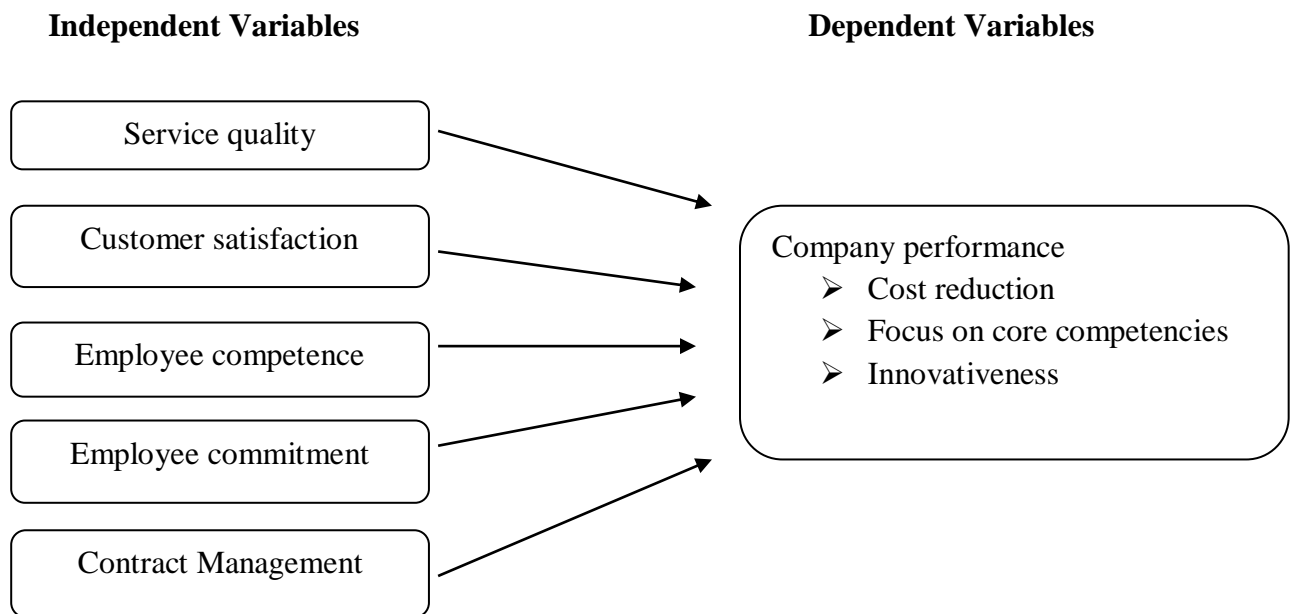 Independent Variables
Dependent Variables
Service quality
Customer satisfaction
Employee competence
Employee commitment
Contract Management
Company performance
➢ Cost reduction
➢ Focus on core competencies
➢ Innovativeness